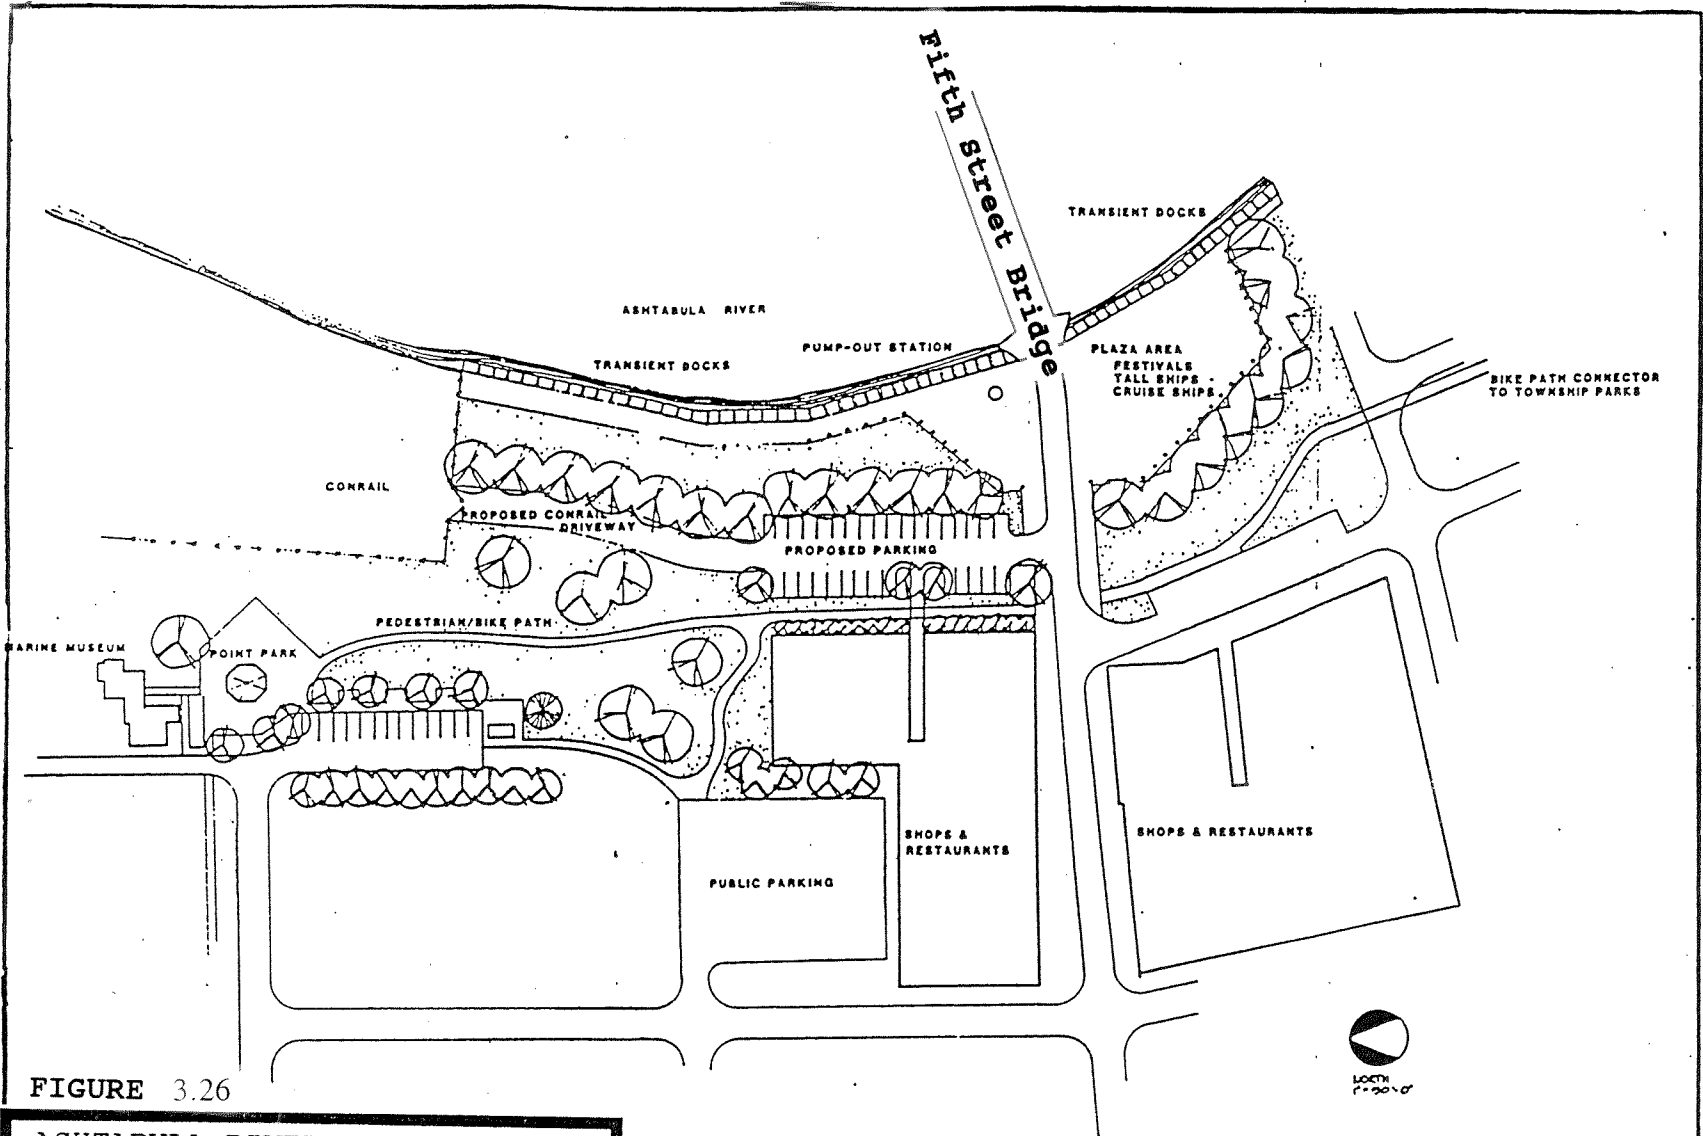 Fifth Street Bridge
TRANSIENT DOCKS
ASHTABULA RIVER
PUMP-OUT STATION
TRANSIENT DOCKS
PLAZA AREA
FESTIVALS
TALL SHIPS
CRUISE SHIPS
BIKE PATH CONNECTOR
TO TOWNSHIP PARKS
CONRAIL
PROPOSED CONRAIL
DRIVEWAY
PROPOSED PARKING
PEDESTRIAN/BIKE PATH
MARINE MUSEUM
POINT PARK
SHOPS &
RESTAURANTS
SHOPS & RESTAURANTS
PUBLIC PARKING
NORTH
FIGURE 3.26
ASHTABULA